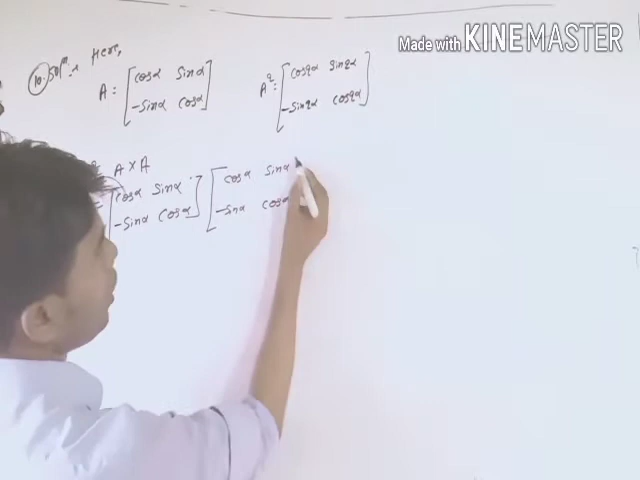 Made with KINEMASTER
10. Solⁿ: Here,
A = [cosα sinα
-sinα cosα]
A² = [cos2α sin2α
-sin2α cos2α]
A × A
[cosα sinα
-sinα cosα] [cosα sinα
-sinα cosα